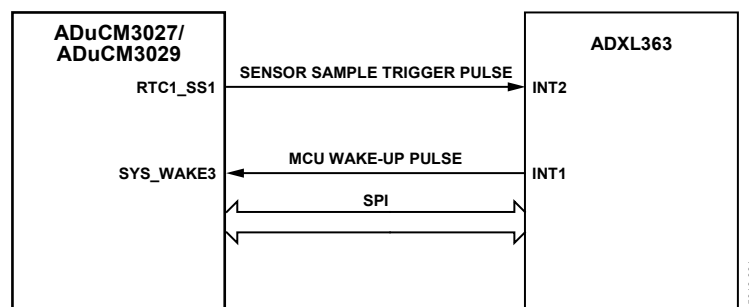 ADuCM3027/
ADuCM3029
ADXL363
SENSOR SAMPLE TRIGGER PULSE
RTC1_SS1
INT2
MCU WAKE-UP PULSE
SYS_WAKE3
INT1
SPI